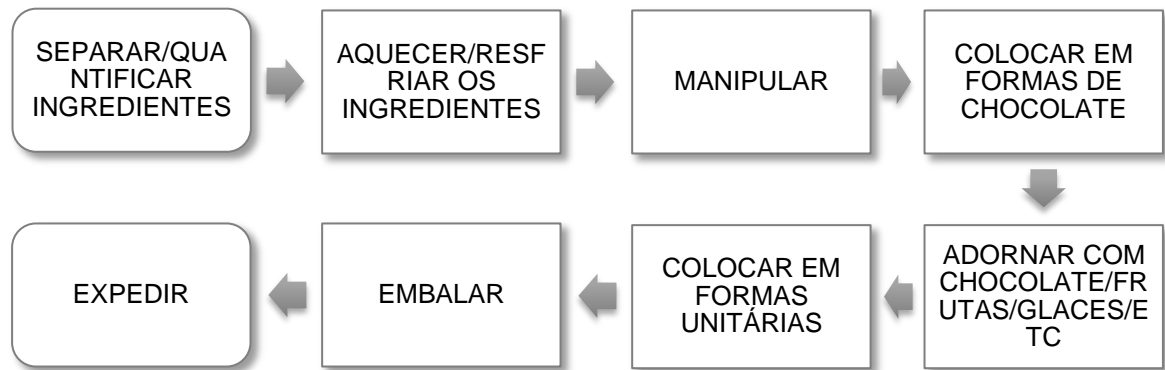 SEPARAR/QUA
NTIFICAR
INGREDIENTES
AQUECER/RESF
RIAR OS
INGREDIENTES
MANIPULAR
COLOCAR EM
FORMAS DE
CHOCOLATE
ADORNAR COM
CHOCOLATE/FR
UTAS/GLACES/E
TC
COLOCAR EM
FORMAS
UNITÁRIAS
EMBALAR
EXPEDIR